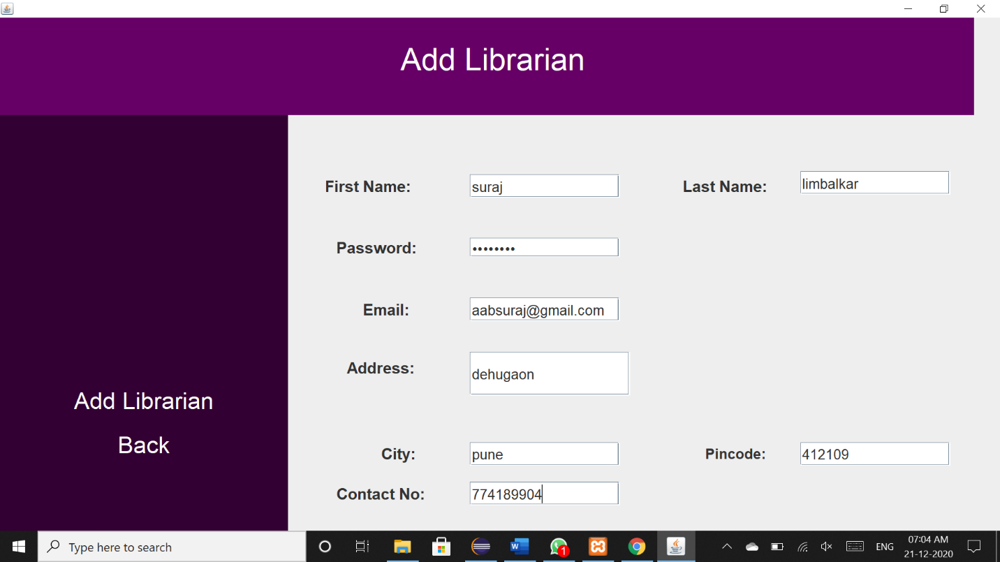 Add Librarian
First Name: suraj Last Name: limbalkar
Password: ••••••••
Email: aabsuraj@gmail.com
Address: dehugaon
Add Librarian
Back
City: pune Pincode: 412109
Contact No: 774189904
Type here to search W 1 ENG 07:04 AM
21-12-2020